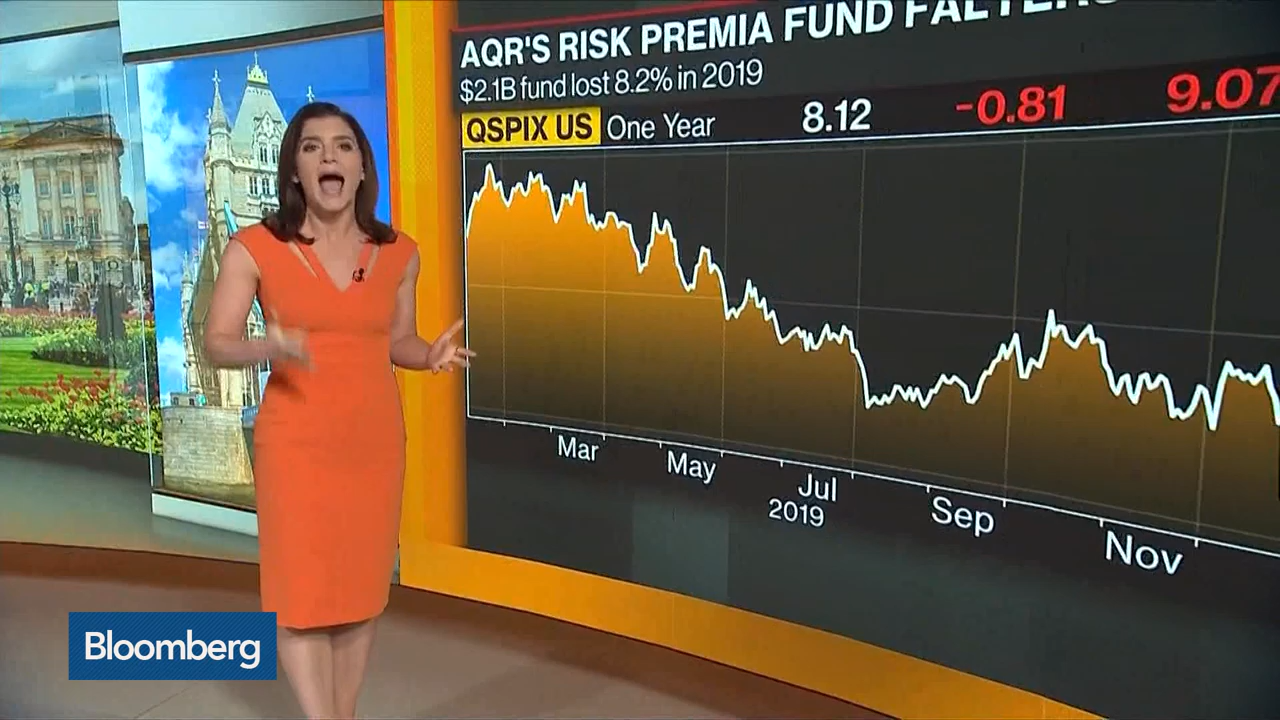 AQR'S RISK PREMIA FUND FALTERS
$2.1B fund lost 8.2% in 2019
QSPIX US One Year 8.12 -0.81 9.07
Mar May Jul Sep Nov
2019
Bloomberg